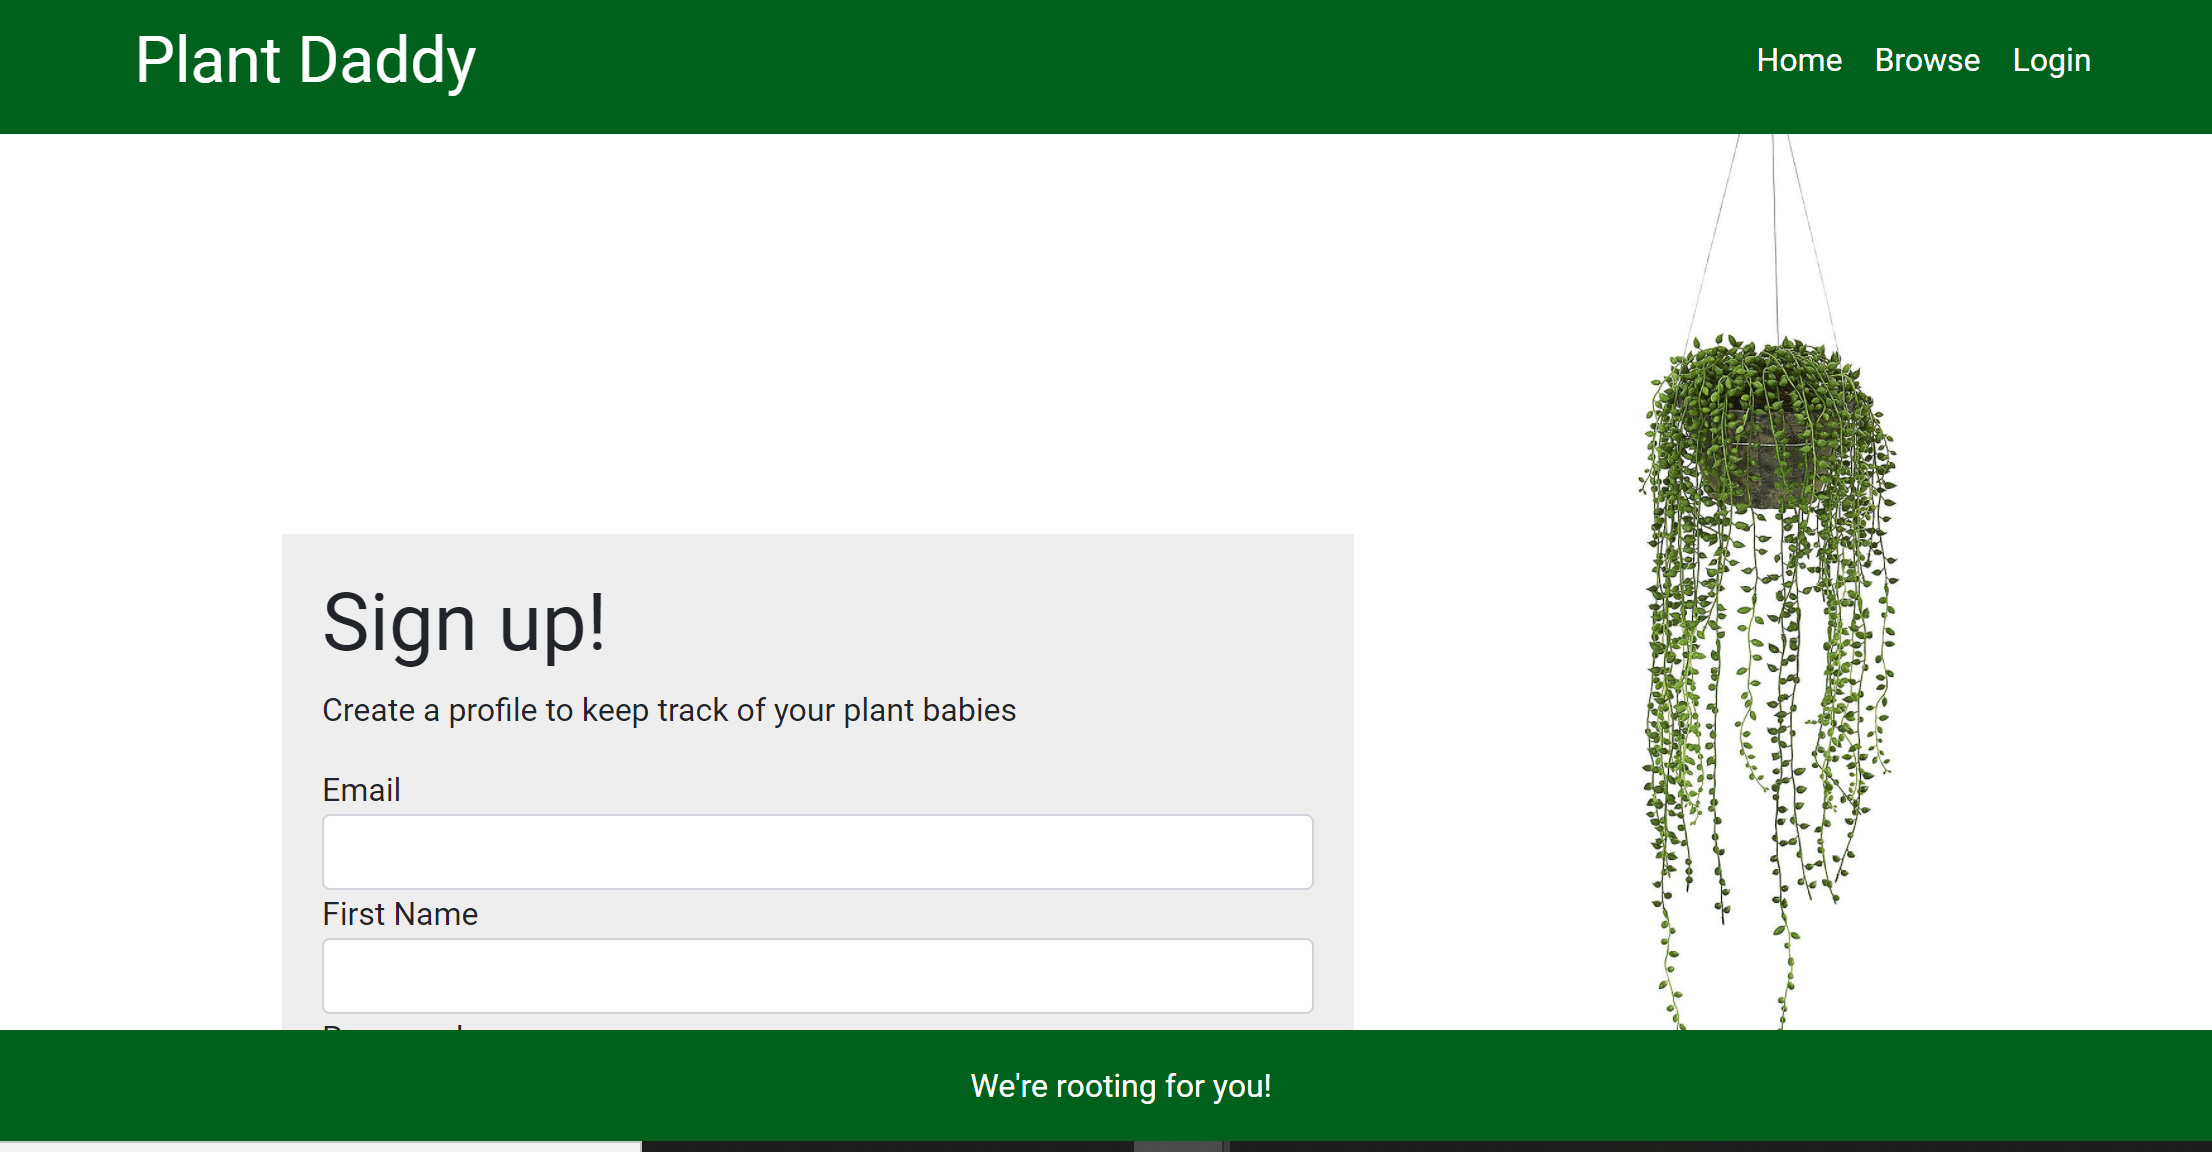 Plant Daddy
Home Browse Login
Sign up!
Create a profile to keep track of your plant babies
Email
First Name
We're rooting for you!